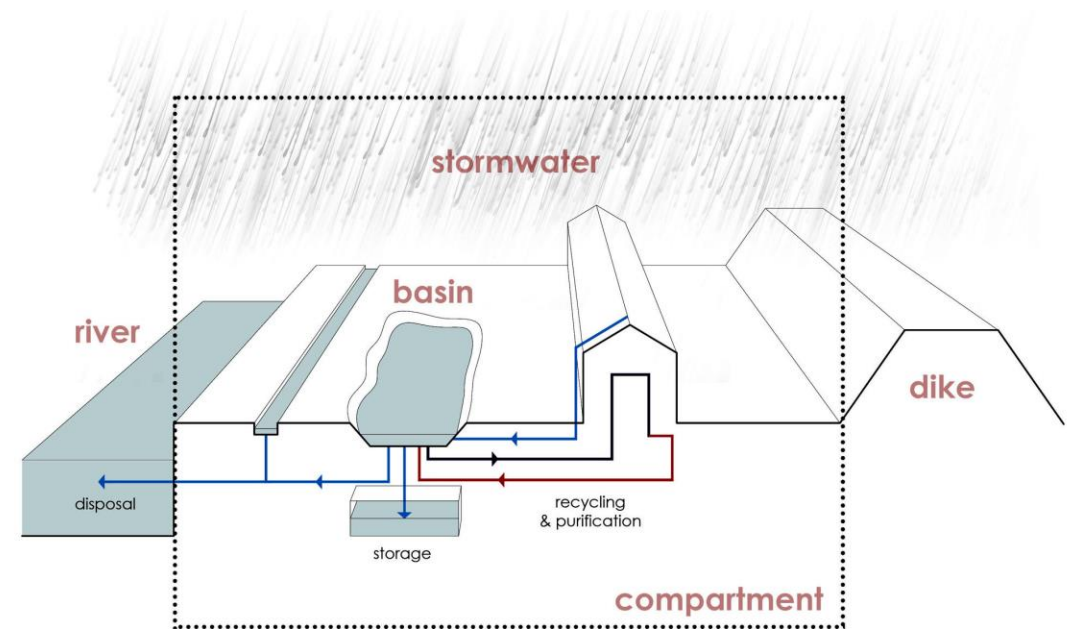 stormwater
basin
river
dike
disposal
recycling
& purification
storage
compartment